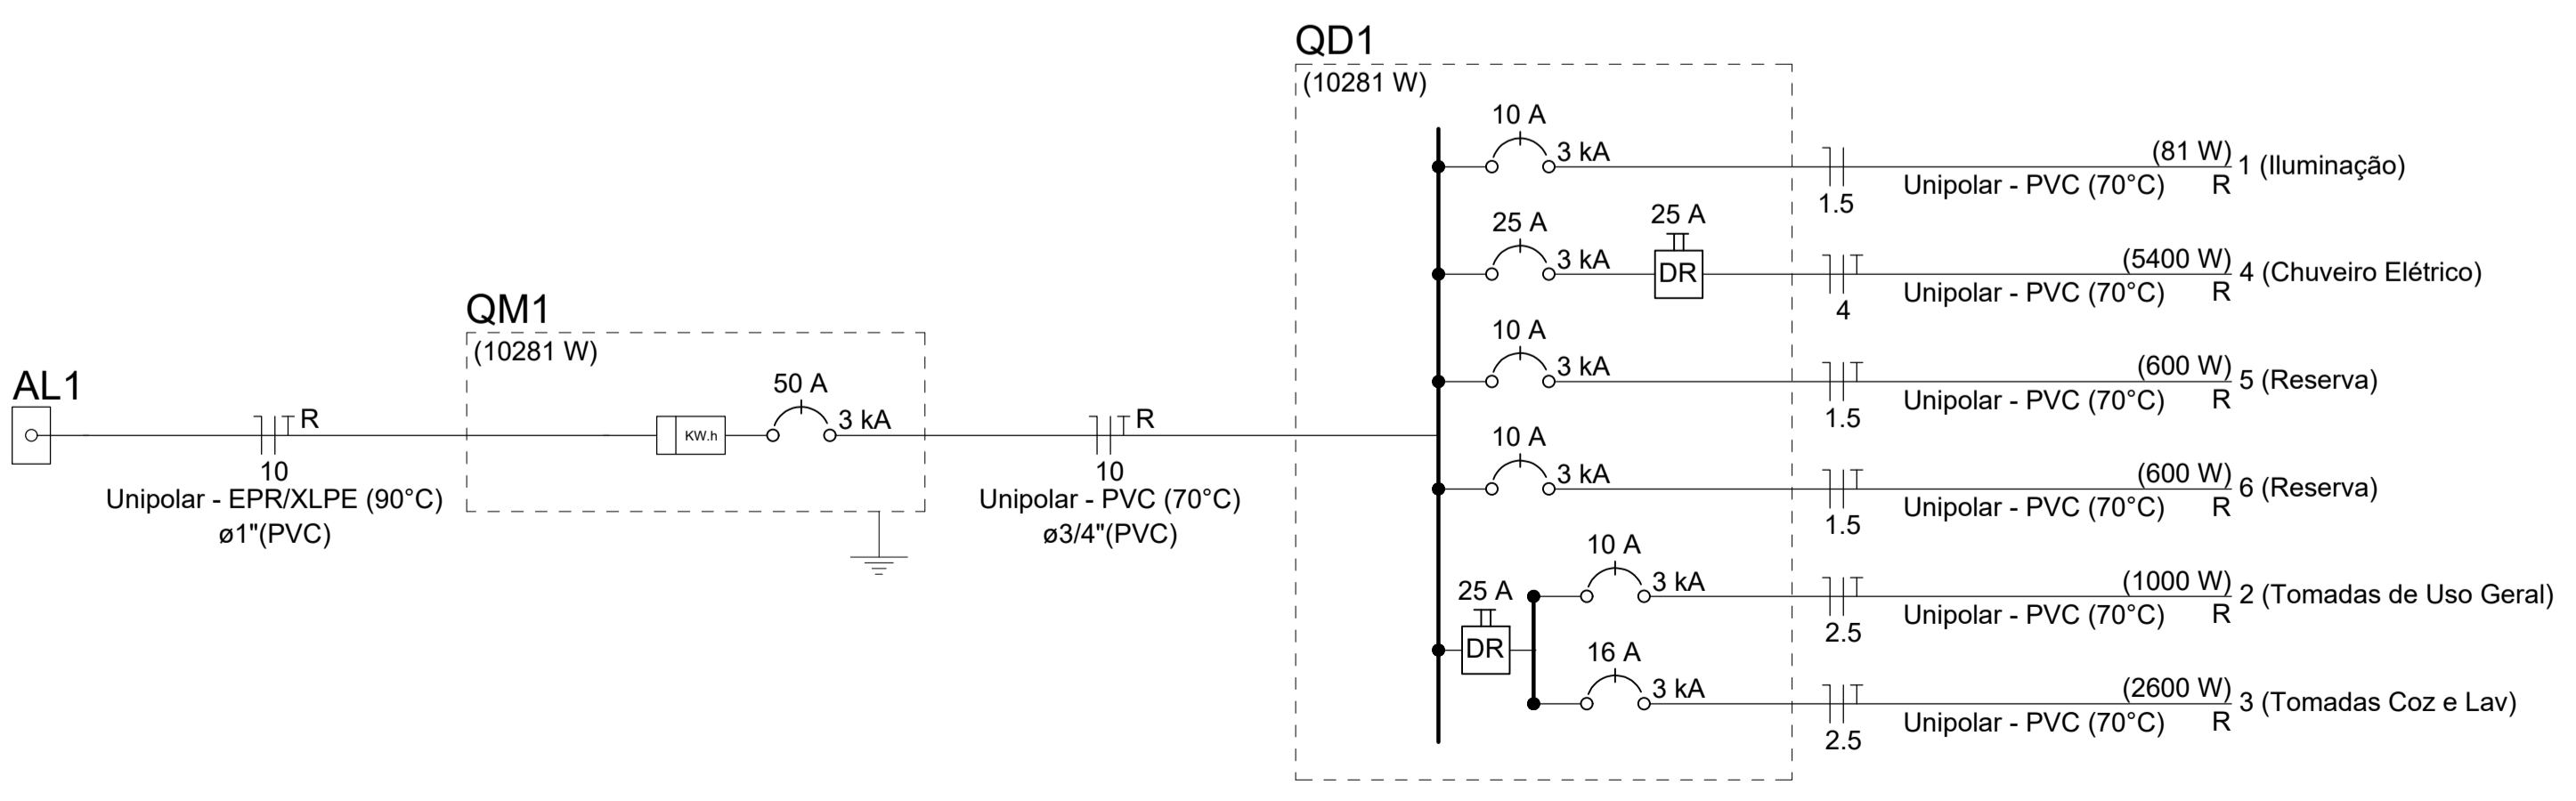 AL1
R
10
Unipolar - EPR/XLPE (90°C)
ø1"(PVC)
QM1
(10281 W)
KW.h
50 A
3 kA
R
10
Unipolar - PVC (70°C)
ø3/4"(PVC)
QD1
(10281 W)
10 A
3 kA
1.5
(81 W)
Unipolar - PVC (70°C)
R
1 (Iluminação)
25 A
3 kA
25 A
DR
4
(5400 W)
Unipolar - PVC (70°C)
R
4 (Chuveiro Elétrico)
10 A
3 kA
1.5
(600 W)
Unipolar - PVC (70°C)
R
5 (Reserva)
10 A
3 kA
1.5
(600 W)
Unipolar - PVC (70°C)
R
6 (Reserva)
25 A
DR
10 A
3 kA
2.5
(1000 W)
Unipolar - PVC (70°C)
R
2 (Tomadas de Uso Geral)
16 A
3 kA
2.5
(2600 W)
Unipolar - PVC (70°C)
R
3 (Tomadas Coz e Lav)